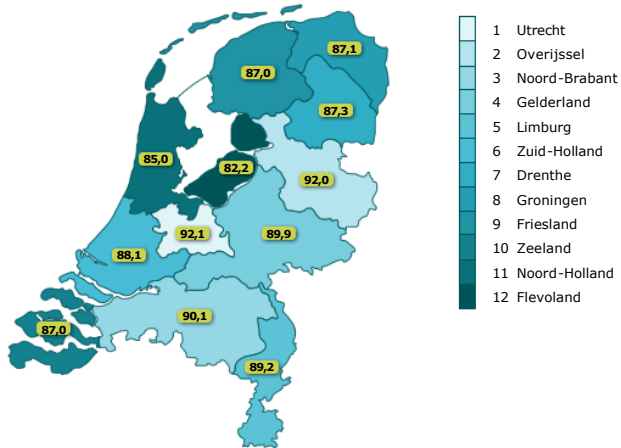 87,1
87,0
87,3
85,0
82,2
92,0
92,1
89,9
88,1
90,1
87,0
89,2
1 Utrecht
2 Overijssel
3 Noord-Brabant
4 Gelderland
5 Limburg
6 Zuid-Holland
7 Drenthe
8 Groningen
9 Friesland
10 Zeeland
11 Noord-Holland
12 Flevoland